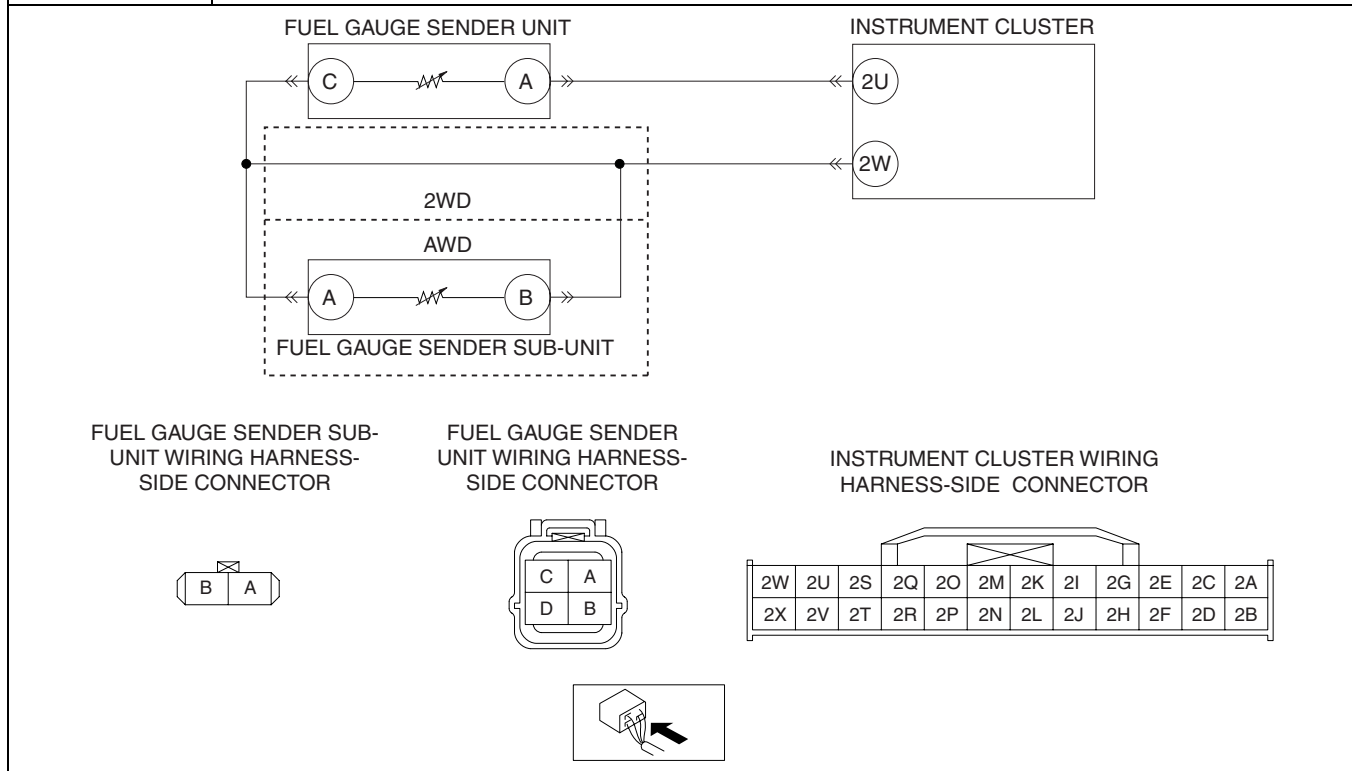 FUEL GAUGE SENDER UNIT
INSTRUMENT CLUSTER
C
A
2U
2W
2WD
AWD
A
B
FUEL GAUGE SENDER SUB-UNIT
FUEL GAUGE SENDER SUB-
UNIT WIRING HARNESS-
SIDE CONNECTOR
FUEL GAUGE SENDER
UNIT WIRING HARNESS-
SIDE CONNECTOR
INSTRUMENT CLUSTER WIRING
HARNESS-SIDE CONNECTOR
B A
C A
D B
2W 2U 2S 2Q 2O 2M 2K 2I 2G 2E 2C 2A
2X 2V 2T 2R 2P 2N 2L 2J 2H 2F 2D 2B